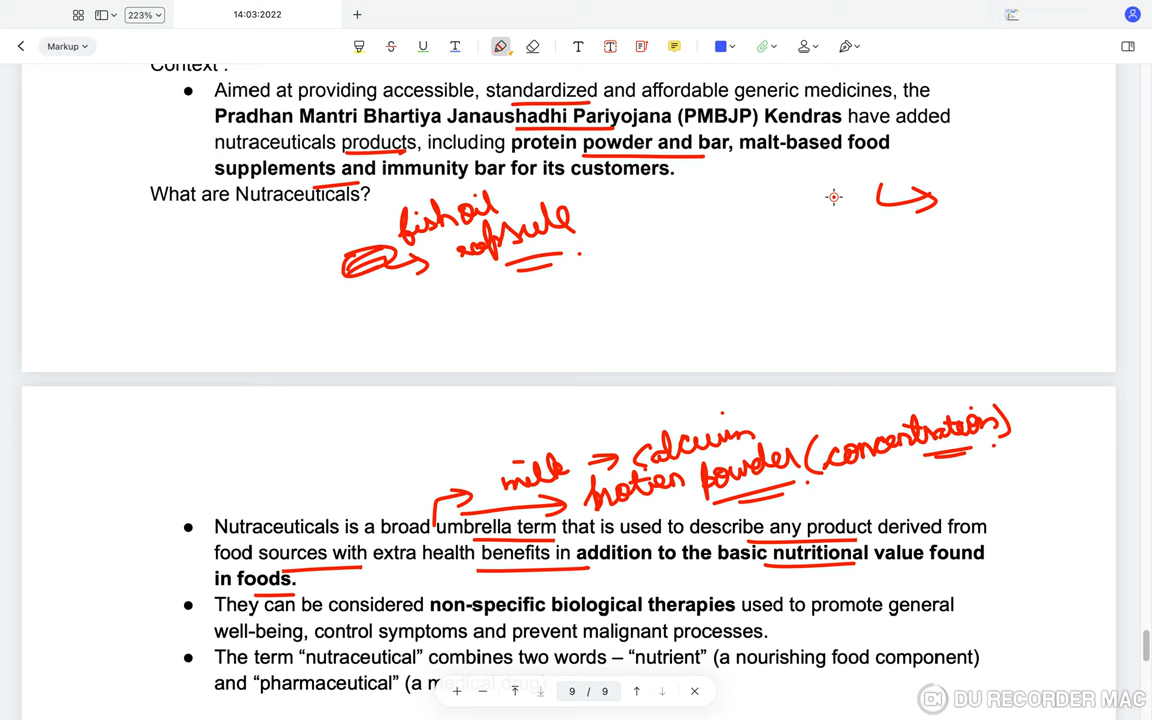 223%
14:03:2022
Markup
Context :
● Aimed at providing accessible, standardized and affordable generic medicines, the
Pradhan Mantri Bhartiya Janaushadhi Pariyojana (PMBJP) Kendras have added
nutraceuticals products, including protein powder and bar, malt-based food
supplements and immunity bar for its customers.
What are Nutraceuticals?
fish oil
capsule
milk → calcium
protien powder (concentration)
● Nutraceuticals is a broad umbrella term that is used to describe any product derived from
food sources with extra health benefits in addition to the basic nutritional value found
in foods.
● They can be considered non-specific biological therapies used to promote general
well-being, control symptoms and prevent malignant processes.
● The term “nutraceutical” combines two words – “nutrient” (a nourishing food component)
and “pharmaceutical” (a medical drug
9 / 9
DU RECORDER MAC